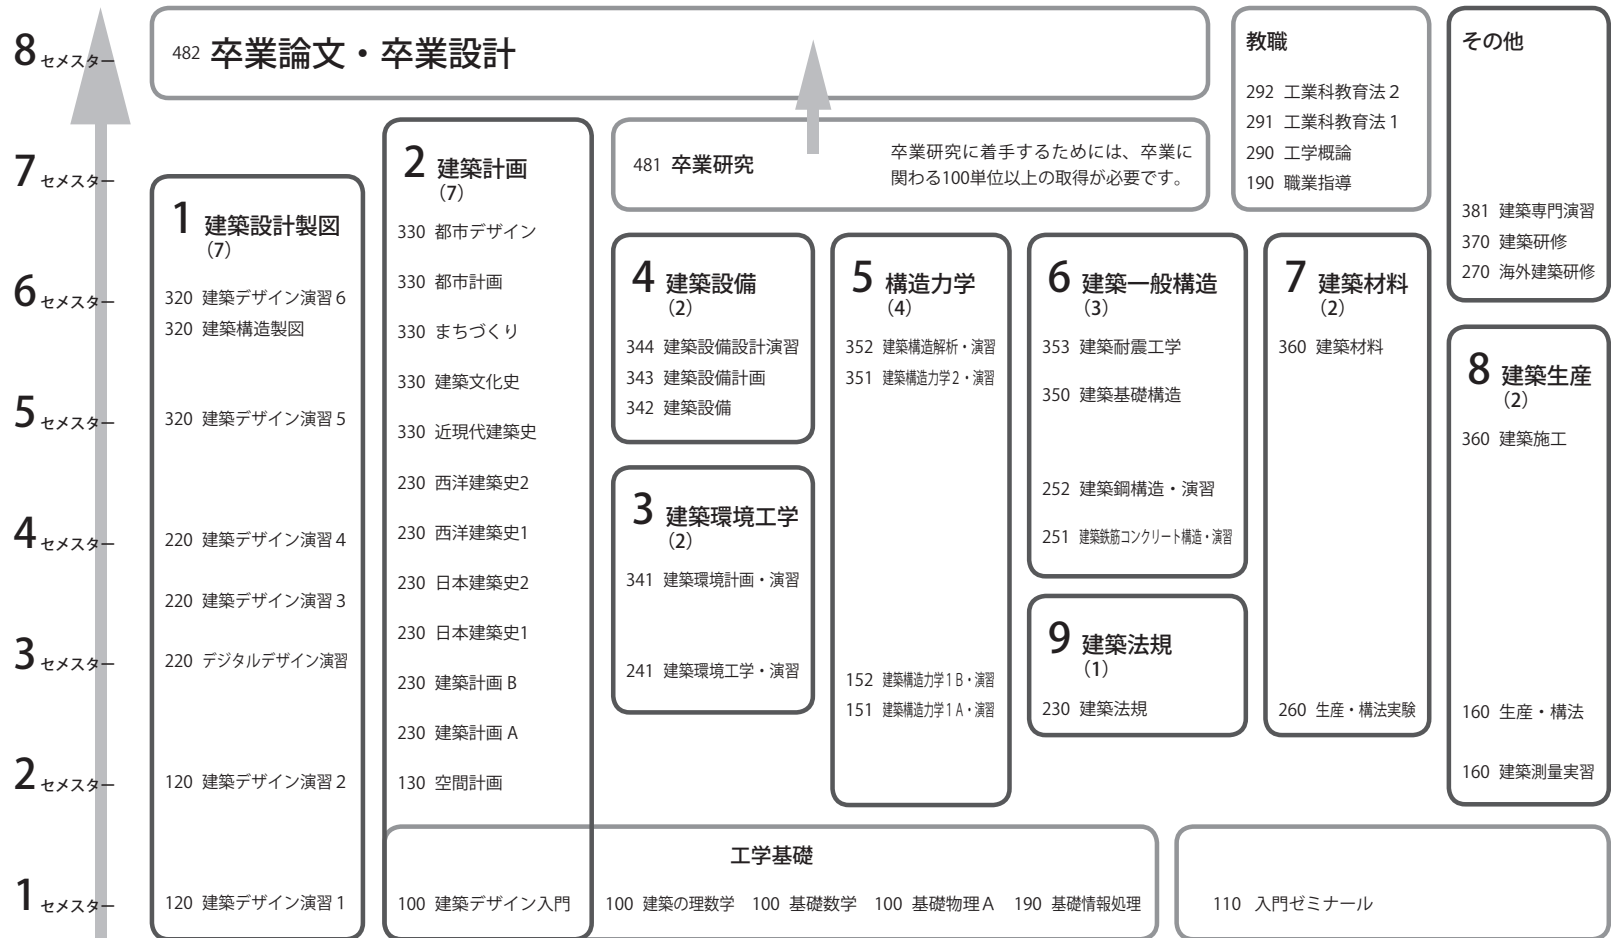 8 セメスター
482 卒業論文・卒業設計
7 セメスター
481 卒業研究
卒業研究に着手するためには、卒業に
関わる100単位以上の取得が必要です。
教職
292 工業科教育法 2
291 工業科教育法 1
290 工学概論
190 職業指導
その他
381 建築専門演習
370 建築研修
270 海外建築研修
6 セメスター
5 セメスター
4 セメスター
3 セメスター
2 セメスター
1 セメスター
1 建築設計製図
(7)
320 建築デザイン演習 6
320 建築構造製図
320 建築デザイン演習 5
220 建築デザイン演習 4
220 建築デザイン演習 3
220 デジタルデザイン演習
120 建築デザイン演習 2
120 建築デザイン演習 1
2 建築計画
(7)
330 都市デザイン
330 都市計画
330 まちづくり
330 建築文化史
330 近現代建築史
230 西洋建築史2
230 西洋建築史1
230 日本建築史2
230 日本建築史1
230 建築計画 B
230 建築計画 A
130 空間計画
100 建築デザイン入門
4 建築設備
(2)
344 建築設備設計演習
343 建築設備計画
342 建築設備
3 建築環境工学
(2)
341 建築環境計画・演習
241 建築環境工学・演習
5 構造力学
(4)
352 建築構造解析・演習
351 建築構造力学2・演習
152 建築構造力学1 B・演習
151 建築構造力学1 A・演習
6 建築一般構造
(3)
353 建築耐震工学
350 建築基礎構造
252 建築鋼構造・演習
251 建築鉄筋コンクリート構造・演習
9 建築法規
(1)
230 建築法規
7 建築材料
(2)
360 建築材料
260 生産・構法実験
8 建築生産
(2)
360 建築施工
160 生産・構法
160 建築測量実習
工学基礎
100 建築の理数学 100 基礎数学 100 基礎物理 A 190 基礎情報処理
110 入門ゼミナール